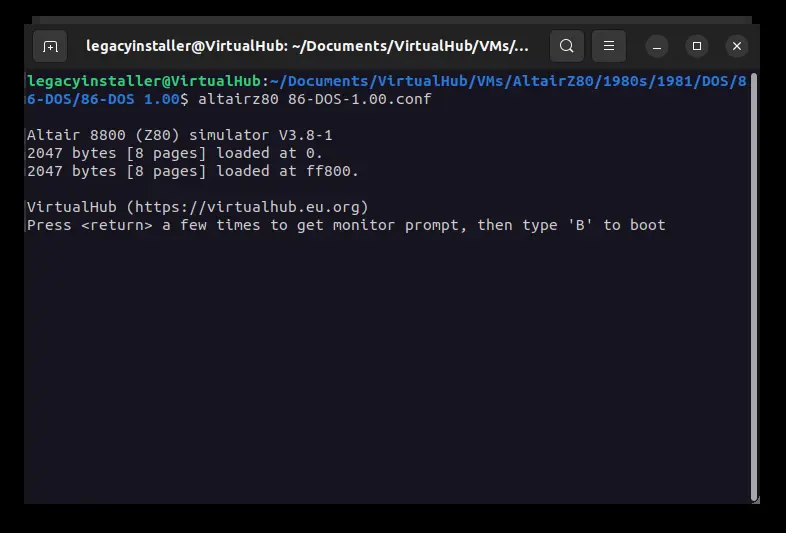 legacyinstaller@VirtualHub: ~/Documents/VirtualHub/VMs/...
legacyinstaller@VirtualHub:~/Documents/VirtualHub/VMs/AltairZ80/1980s/1981/DOS/8
6-DOS/86-DOS 1.00$ altairz80 86-DOS-1.00.conf
Altair 8800 (Z80) simulator V3.8-1
2047 bytes [8 pages] loaded at 0.
2047 bytes [8 pages] loaded at ff800.
VirtualHub (https://virtualhub.eu.org)
Press <return> a few times to get monitor prompt, then type 'B' to boot